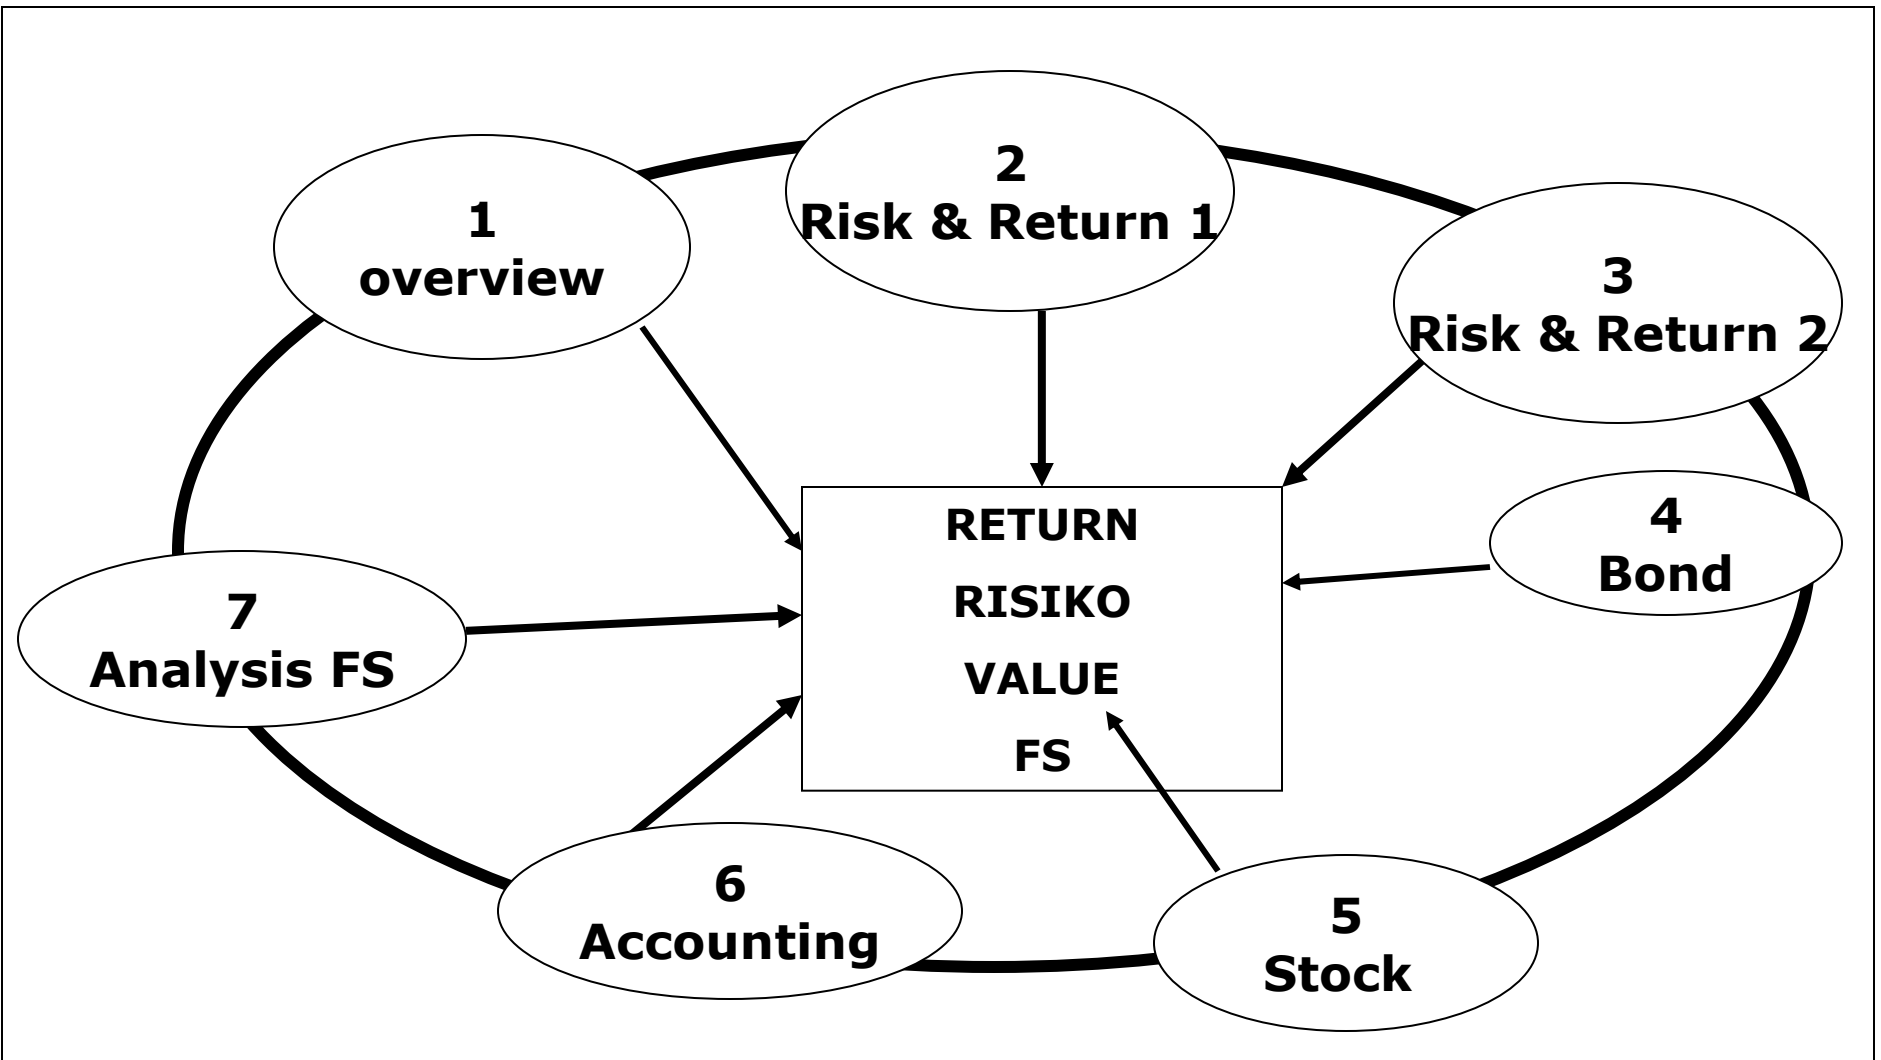 1
overview
2
Risk & Return 1
3
Risk & Return 2
4
Bond
5
Stock
6
Accounting
7
Analysis FS
RETURN
RISIKO
VALUE
FS